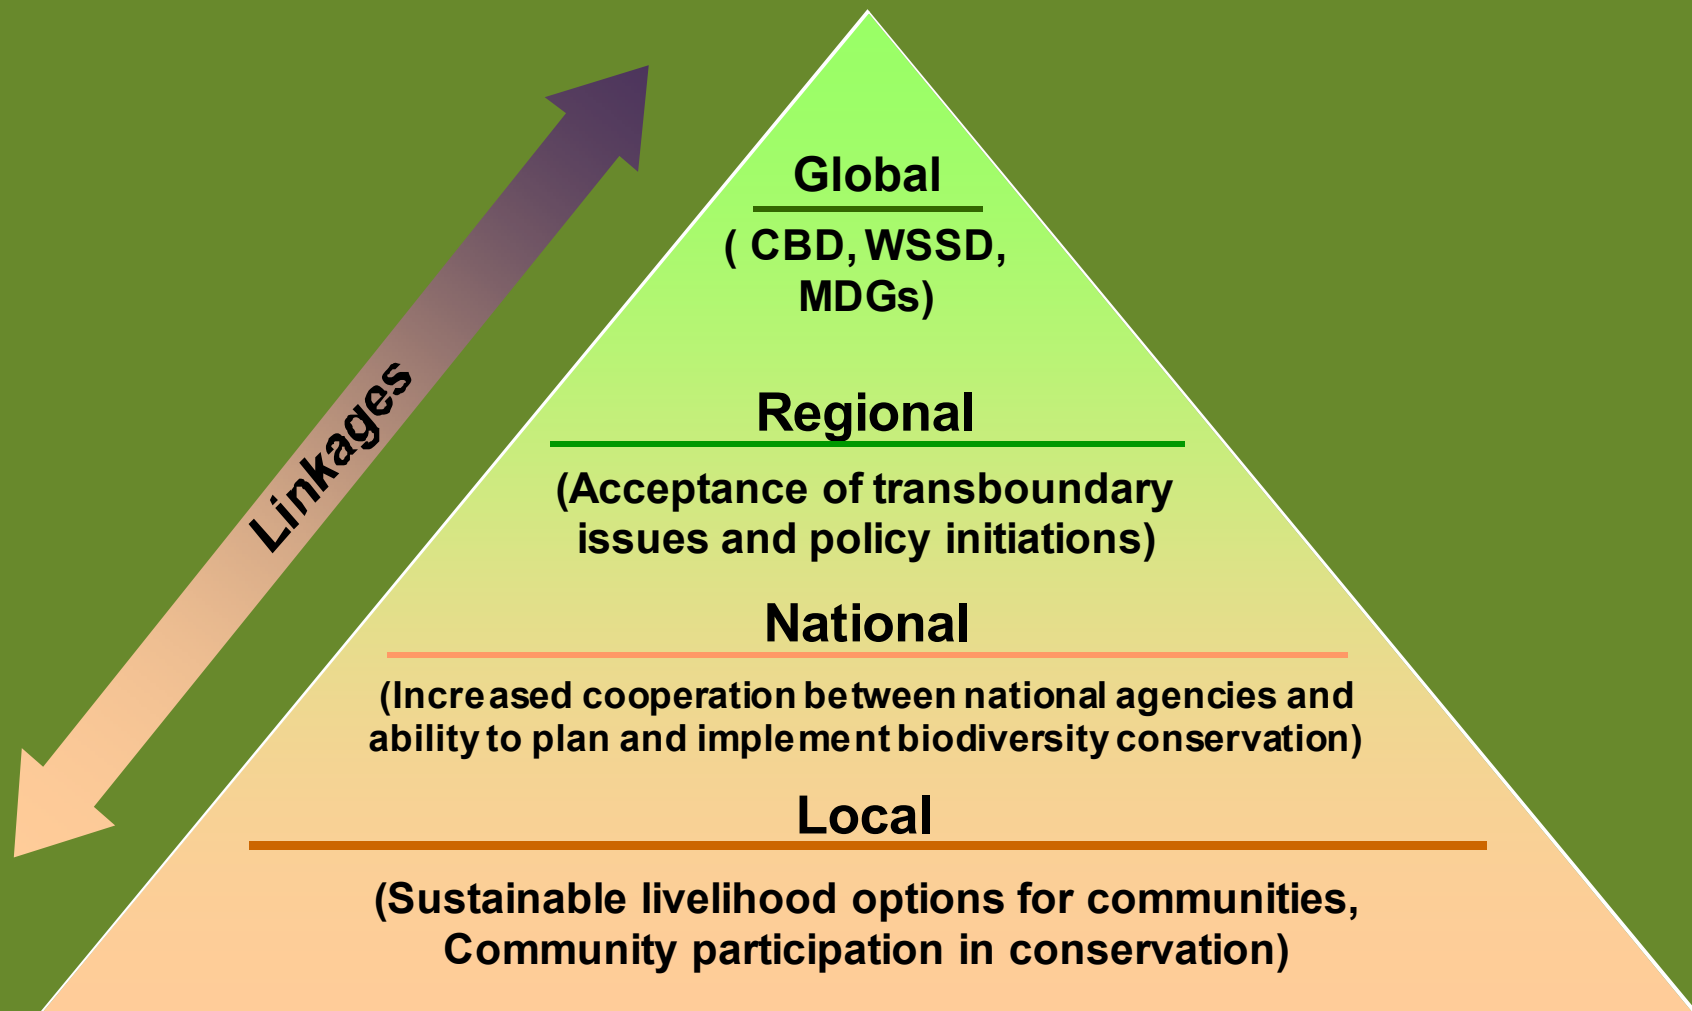 Global
( CBD, WSSD,
MDGs)
Linkages
Regional
(Acceptance of transboundary
issues and policy initiations)
National
(Increased cooperation between national agencies and
ability to plan and implement biodiversity conservation)
Local
(Sustainable livelihood options for communities,
Community participation in conservation)